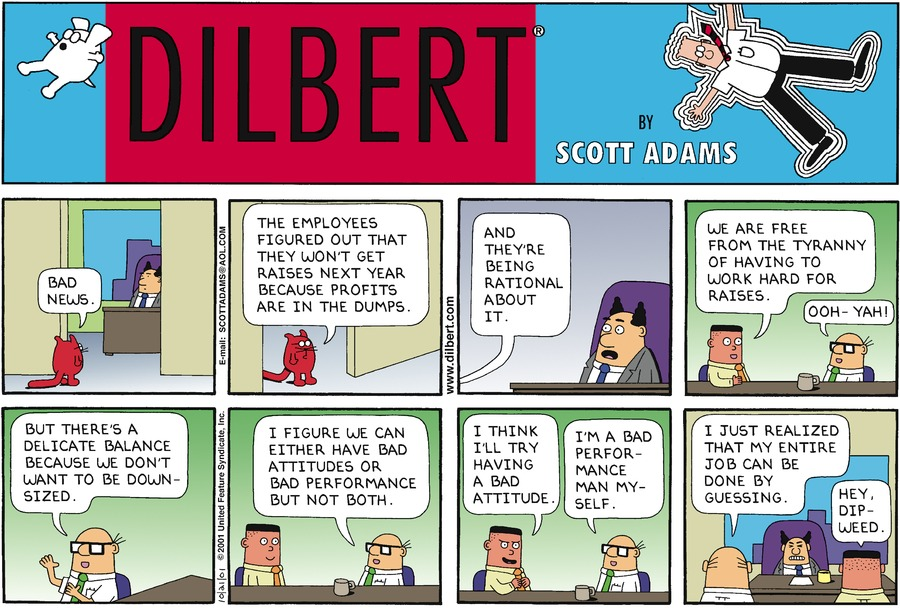 DILBERT®
BY
SCOTT ADAMS
BAD
NEWS.
E-mail: SCOTTADAMS@AOL.COM
THE EMPLOYEES
FIGURED OUT THAT
THEY WON'T GET
RAISES NEXT YEAR
BECAUSE PROFITS
ARE IN THE DUMPS.
www.dilbert.com
AND
THEY'RE
BEING
RATIONAL
ABOUT
IT.
WE ARE FREE
FROM THE TYRANNY
OF HAVING TO
WORK HARD FOR
RAISES.
OOH-YAH!
BUT THERE'S A
DELICATE BALANCE
BECAUSE WE DON'T
WANT TO BE DOWN-
SIZED.
10/21/01 © 2001 United Feature Syndicate, Inc.
I FIGURE WE CAN
EITHER HAVE BAD
ATTITUDES OR
BAD PERFORMANCE
BUT NOT BOTH.
I THINK
I'LL TRY
HAVING
A BAD
ATTITUDE.
I'M A BAD
PERFOR-
MANCE
MAN MY-
SELF.
I JUST REALIZED
THAT MY ENTIRE
JOB CAN BE
DONE BY
GUESSING.
HEY,
DIP-
WEED.